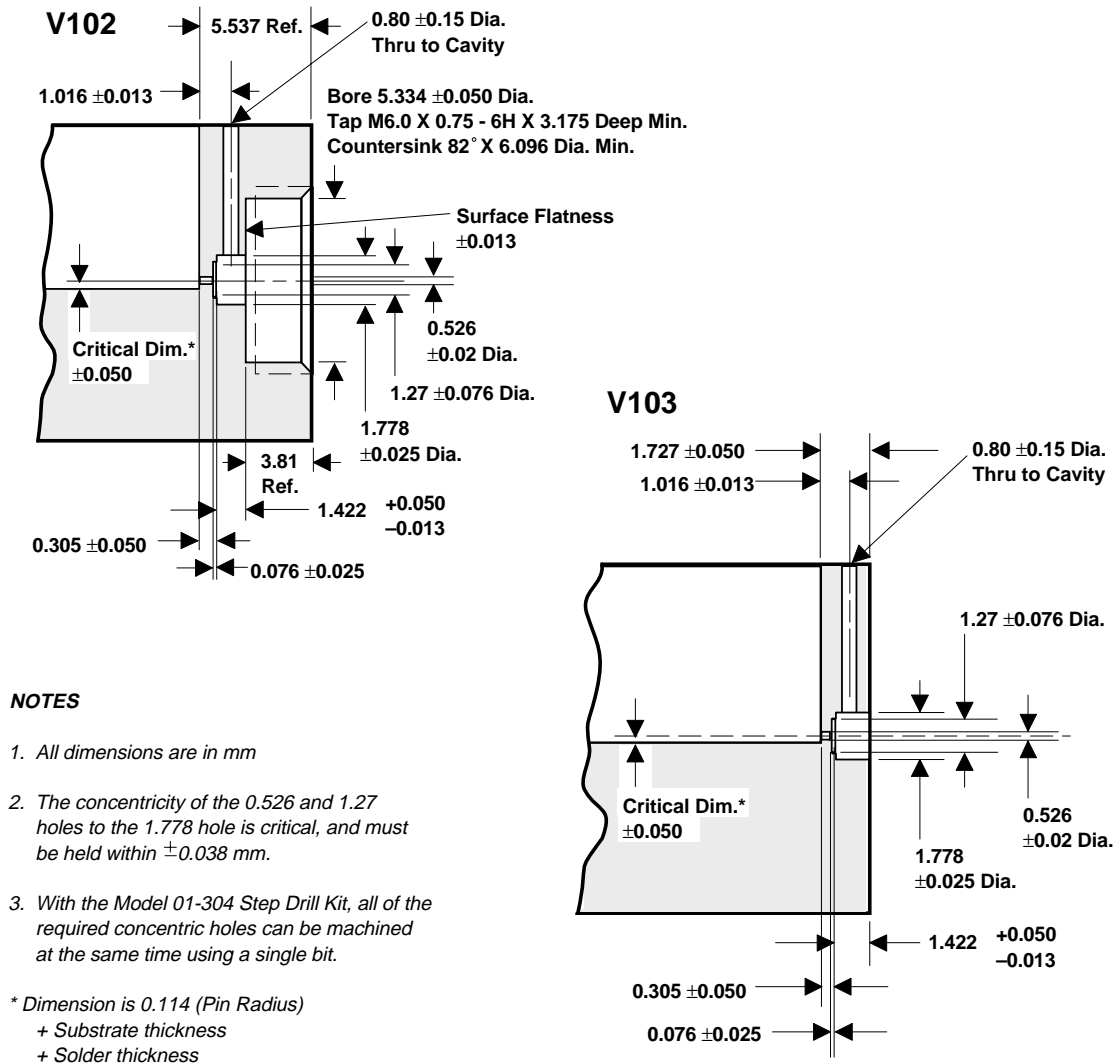 V102
5.537 Ref.
0.80 ±0.15 Dia.
Thru to Cavity
1.016 ±0.013
Bore 5.334 ±0.050 Dia.
Tap M6.0 X 0.75 - 6H X 3.175 Deep Min.
Countersink 82° X 6.096 Dia. Min.
Surface Flatness
±0.013
Critical Dim.*
±0.050
0.526
±0.02 Dia.
1.27 ±0.076 Dia.
1.778
±0.025 Dia.
3.81
Ref.
1.422 +0.050
–0.013
0.305 ±0.050
0.076 ±0.025
V103
1.727 ±0.050
0.80 ±0.15 Dia.
Thru to Cavity
1.016 ±0.013
1.27 ±0.076 Dia.
Critical Dim.*
±0.050
0.526
±0.02 Dia.
1.778
±0.025 Dia.
1.422 +0.050
–0.013
0.305 ±0.050
0.076 ±0.025
NOTES
1. All dimensions are in mm
2. The concentricity of the 0.526 and 1.27
holes to the 1.778 hole is critical, and must
be held within ±0.038 mm.
3. With the Model 01-304 Step Drill Kit, all of the
required concentric holes can be machined
at the same time using a single bit.
* Dimension is 0.114 (Pin Radius)
+ Substrate thickness
+ Solder thickness